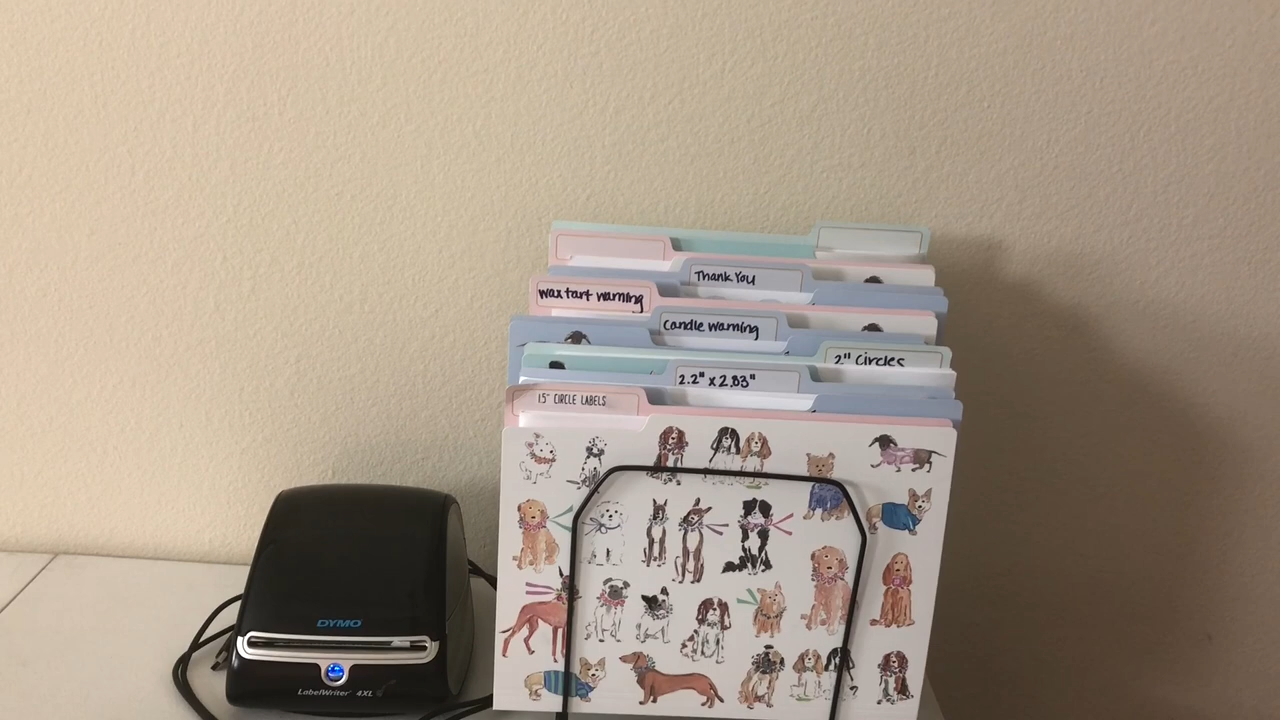 Thank You
wax tart warning
Candle warning
2" Circles
2.2" x 2.83"
1.5" CIRCLE LABELS
DYMO
LabelWriter 4XL